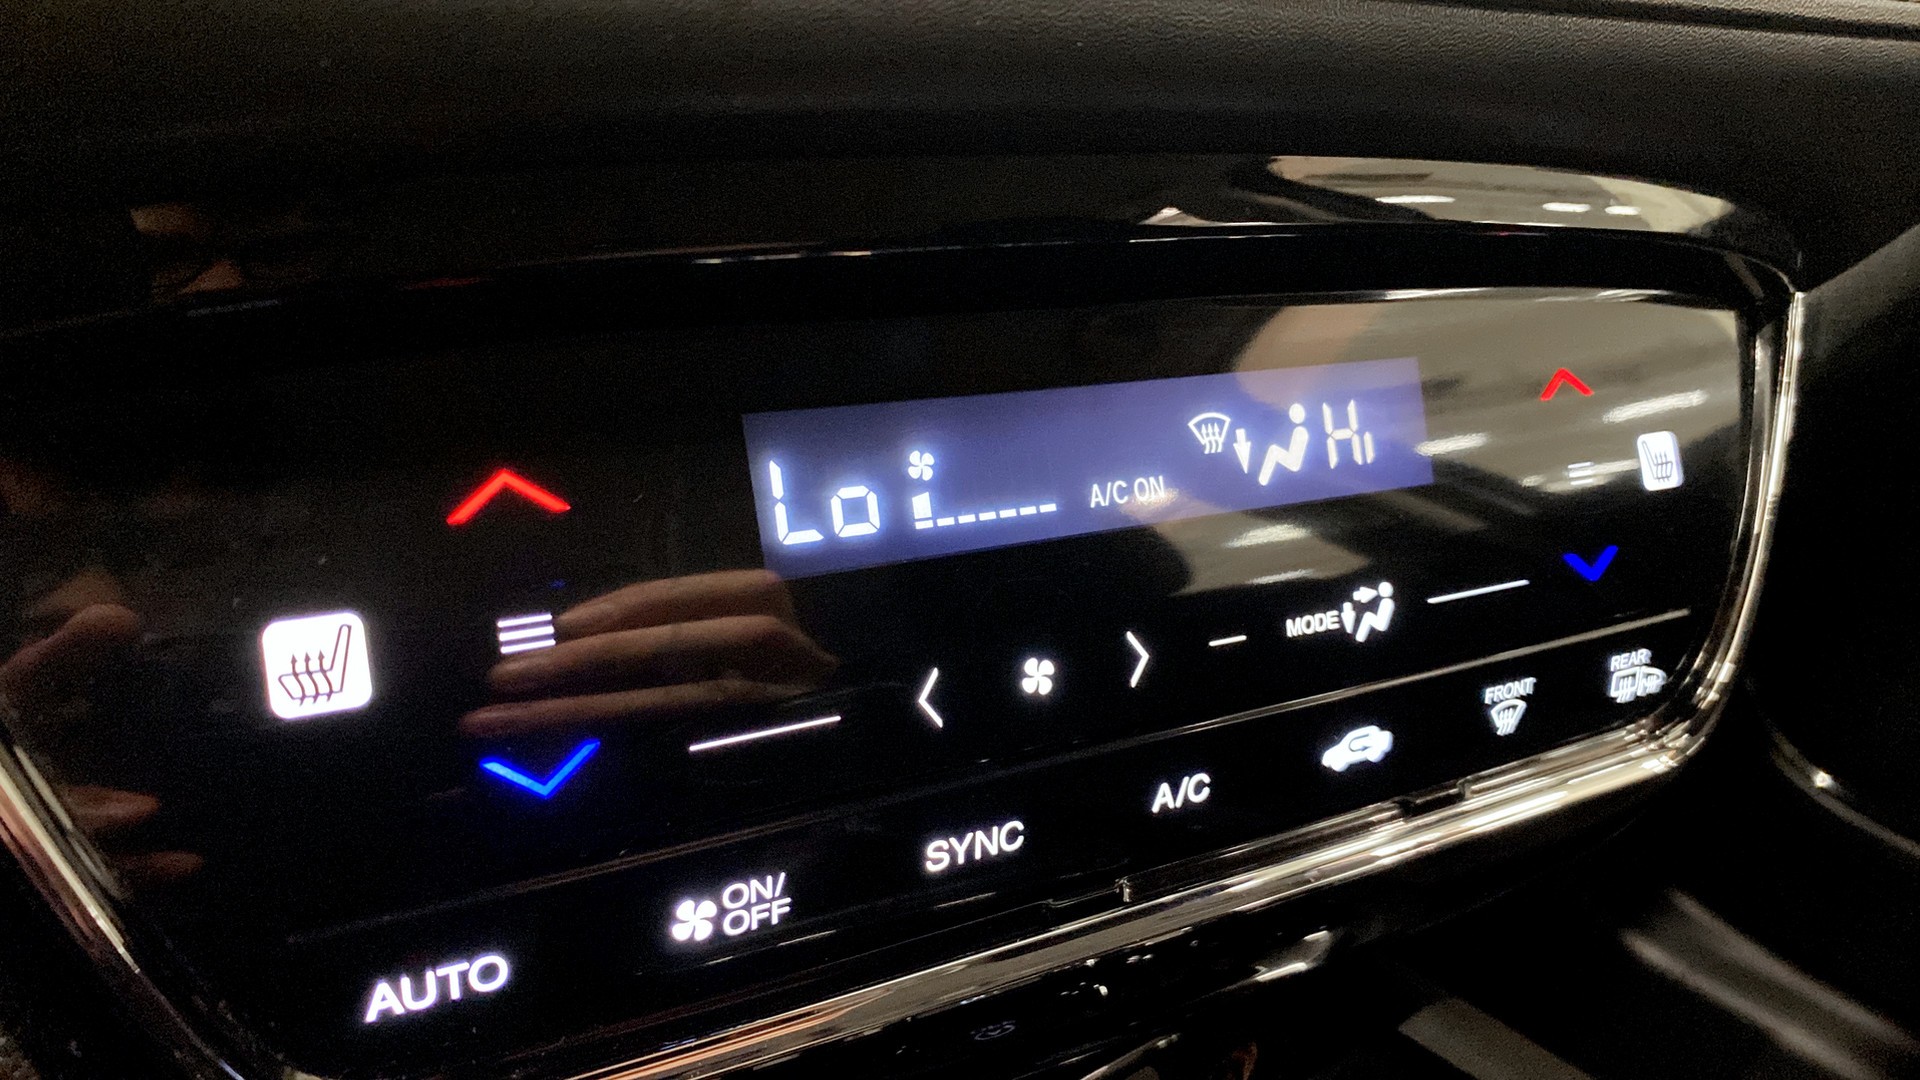 Lo
A/C ON
Hi
MODE
FRONT
REAR
A/C
SYNC
ON/
OFF
AUTO